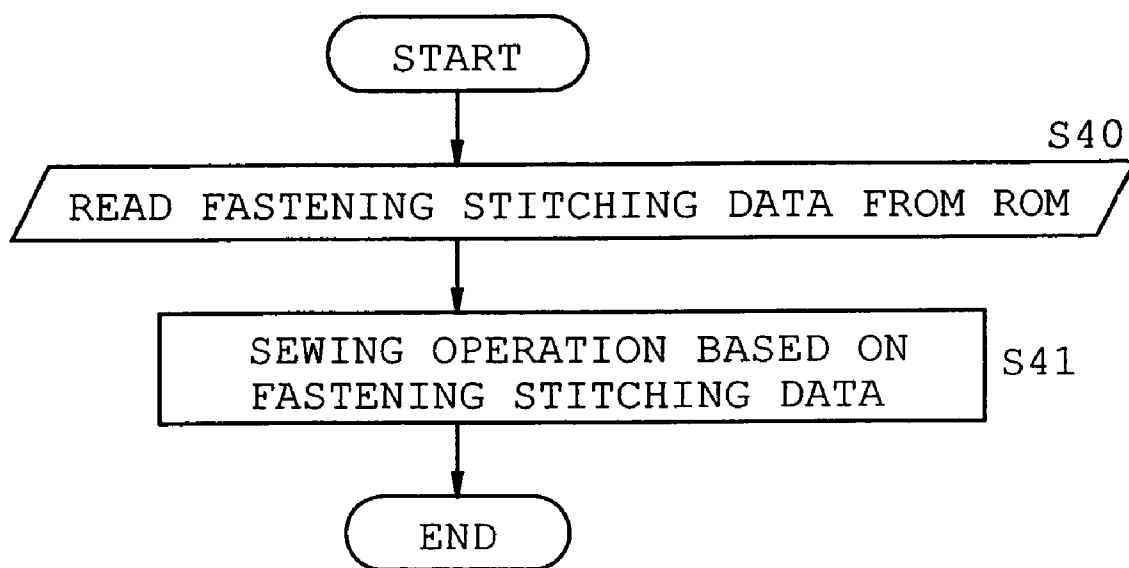 START
S40
READ FASTENING STITCHING DATA FROM ROM
SEWING OPERATION BASED ON
FASTENING STITCHING DATA
S41
END